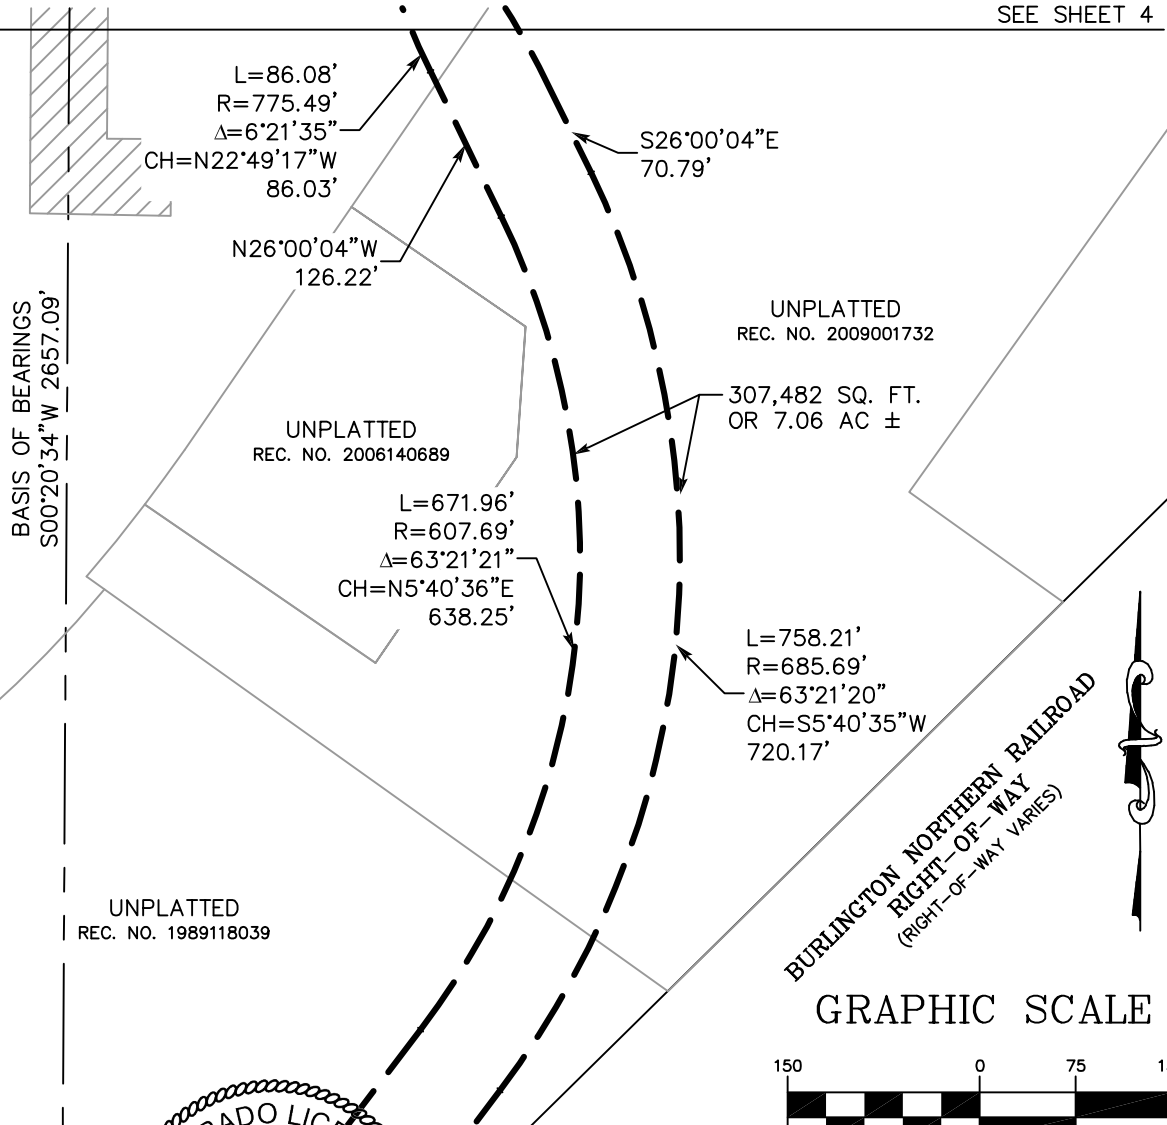 SEE SHEET 4
L=86.08’
R=775.49’
Δ=6°21’35”
CH=N22°49’17”W
86.03’
S26°00’04”E
70.79’
N26°00’04”W
126.22’
BASIS OF BEARINGS
S00°20’34”W 2657.09’
UNPLATTED
REC. NO. 2009001732
307,482 SQ. FT.
OR 7.06 AC ±
UNPLATTED
REC. NO. 2006140689
L=671.96’
R=607.69’
Δ=63°21’21”
CH=N5°40’36”E
638.25’
L=758.21’
R=685.69’
Δ=63°21’20”
CH=S5°40’35”W
720.17’
BURLINGTON NORTHERN RAILROAD
RIGHT-OF-WAY
(RIGHT-OF-WAY VARIES)
UNPLATTED
REC. NO. 1989118039
GRAPHIC SCALE
150 0 75